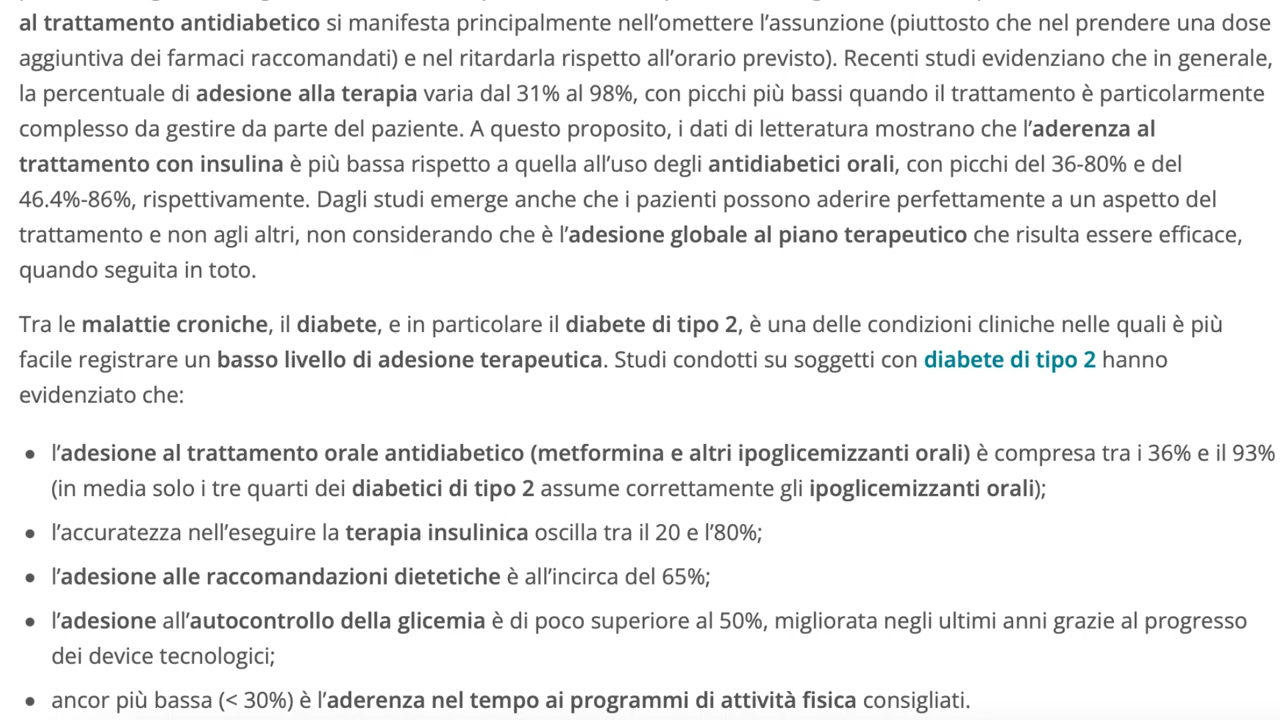 al trattamento antidiabetico si manifesta principalmente nell'omettere l'assunzione (piuttosto che nel prendere una dose
aggiuntiva dei farmaci raccomandati) e nel ritardarla rispetto all'orario previsto). Recenti studi evidenziano che in generale,
la percentuale di adesione alla terapia varia dal 31% al 98%, con picchi più bassi quando il trattamento è particolarmente
complesso da gestire da parte del paziente. A questo proposito, i dati di letteratura mostrano che l'aderenza al
trattamento con insulina è più bassa rispetto a quella all'uso degli antidiabetici orali, con picchi del 36-80% e del
46.4%-86%, rispettivamente. Dagli studi emerge anche che i pazienti possono aderire perfettamente a un aspetto del
trattamento e non agli altri, non considerando che è l'adesione globale al piano terapeutico che risulta essere efficace,
quando seguita in toto.
Tra le malattie croniche, il diabete, e in particolare il diabete di tipo 2, è una delle condizioni cliniche nelle quali è più
facile registrare un basso livello di adesione terapeutica. Studi condotti su soggetti con diabete di tipo 2 hanno
evidenziato che:
• l'adesione al trattamento orale antidiabetico (metformina e altri ipoglicemizzanti orali) è compresa tra i 36% e il 93%
(in media solo i tre quarti dei diabetici di tipo 2 assume correttamente gli ipoglicemizzanti orali);
• l'accuratezza nell'eseguire la terapia insulinica oscilla tra il 20 e l'80%;
• l'adesione alle raccomandazioni dietetiche è all'incirca del 65%;
• l'adesione all'autocontrollo della glicemia è di poco superiore al 50%, migliorata negli ultimi anni grazie al progresso
dei device tecnologici;
• ancor più bassa (< 30%) è l'aderenza nel tempo ai programmi di attività fisica consigliati.